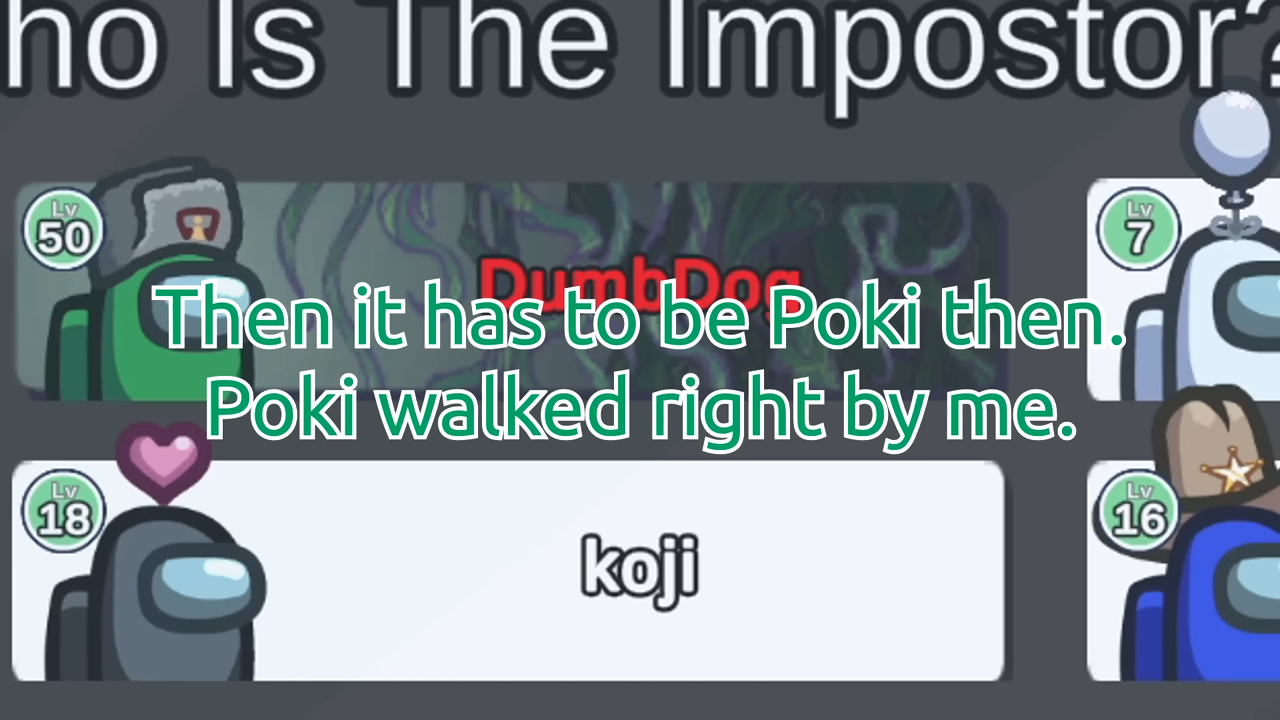 ho Is The Impostor?
Lv
50
DumbDog
Lv
7
Then it has to be Poki then.
Poki walked right by me.
Lv
18
koji
Lv
16